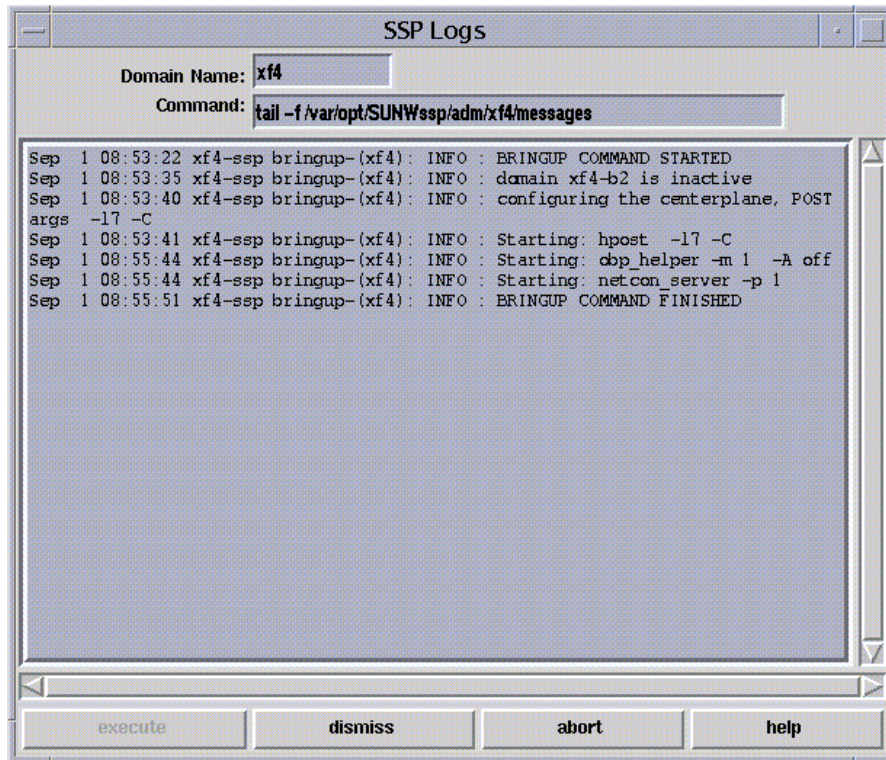 SSP Logs
Domain Name: xf4
Command: tail -f /var/opt/SUNWssp/adm/xf4/messages
Sep  1 08:53:22 xf4-ssp bringup-(xf4): INFO : BRINGUP COMMAND STARTED
Sep  1 08:53:35 xf4-ssp bringup-(xf4): INFO : domain xf4-b2 is inactive
Sep  1 08:53:40 xf4-ssp bringup-(xf4): INFO : configuring the centerplane, POST
args  -l7 -C
Sep  1 08:53:41 xf4-ssp bringup-(xf4): INFO : Starting: hpost  -l7 -C
Sep  1 08:55:44 xf4-ssp bringup-(xf4): INFO : Starting: obp_helper -m 1  -A off
Sep  1 08:55:44 xf4-ssp bringup-(xf4): INFO : Starting: netcon_server -p 1
Sep  1 08:55:51 xf4-ssp bringup-(xf4): INFO : BRINGUP COMMAND FINISHED
execute dismiss abort help